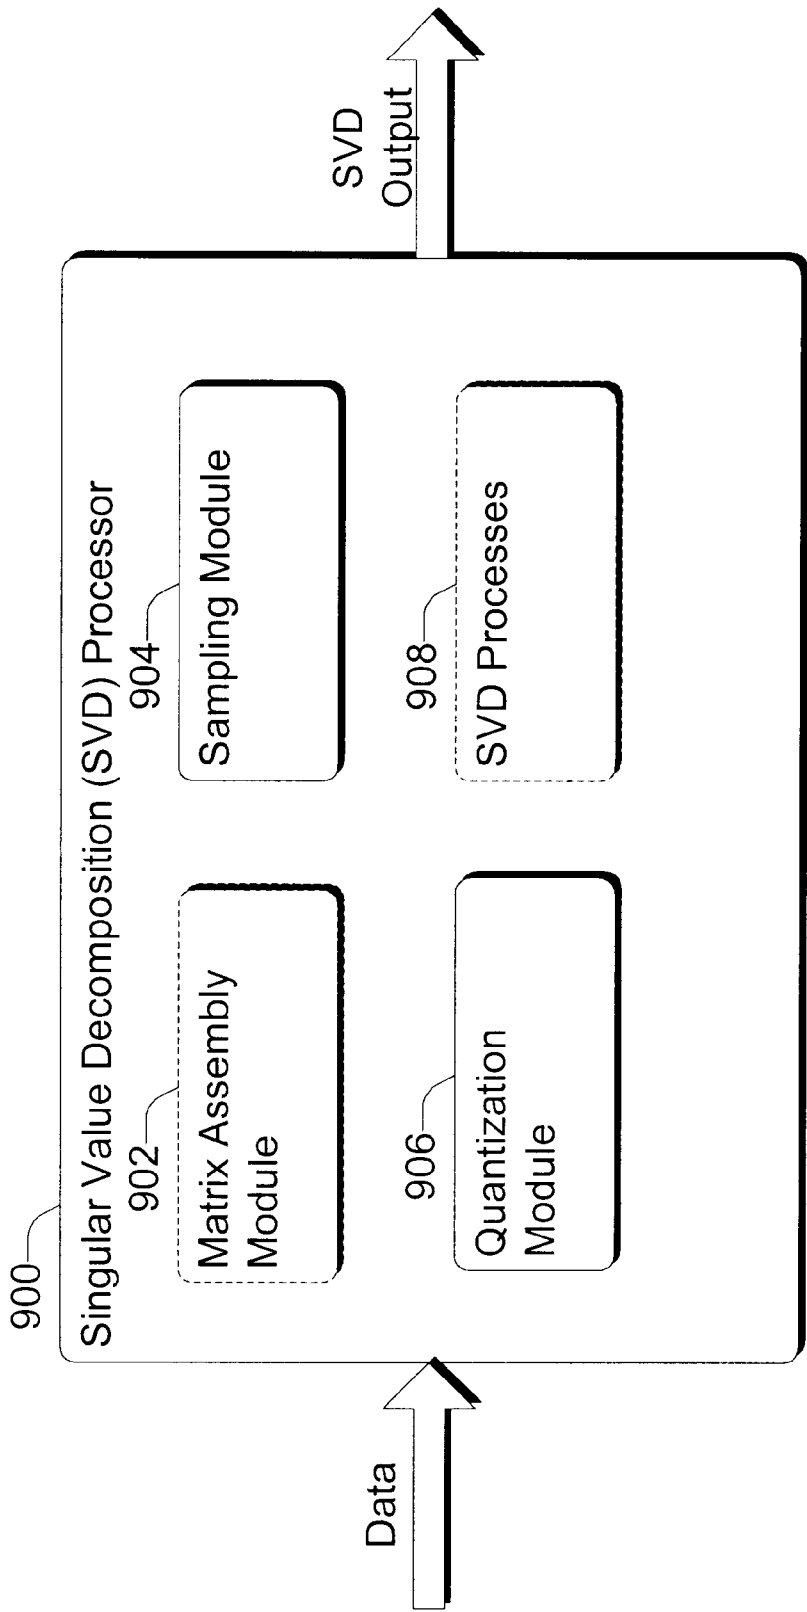 900
Singular Value Decomposition (SVD) Processor
902
Matrix Assembly
Module
904
Sampling Module
906
Quantization
Module
908
SVD Processes
Data
SVD
Output